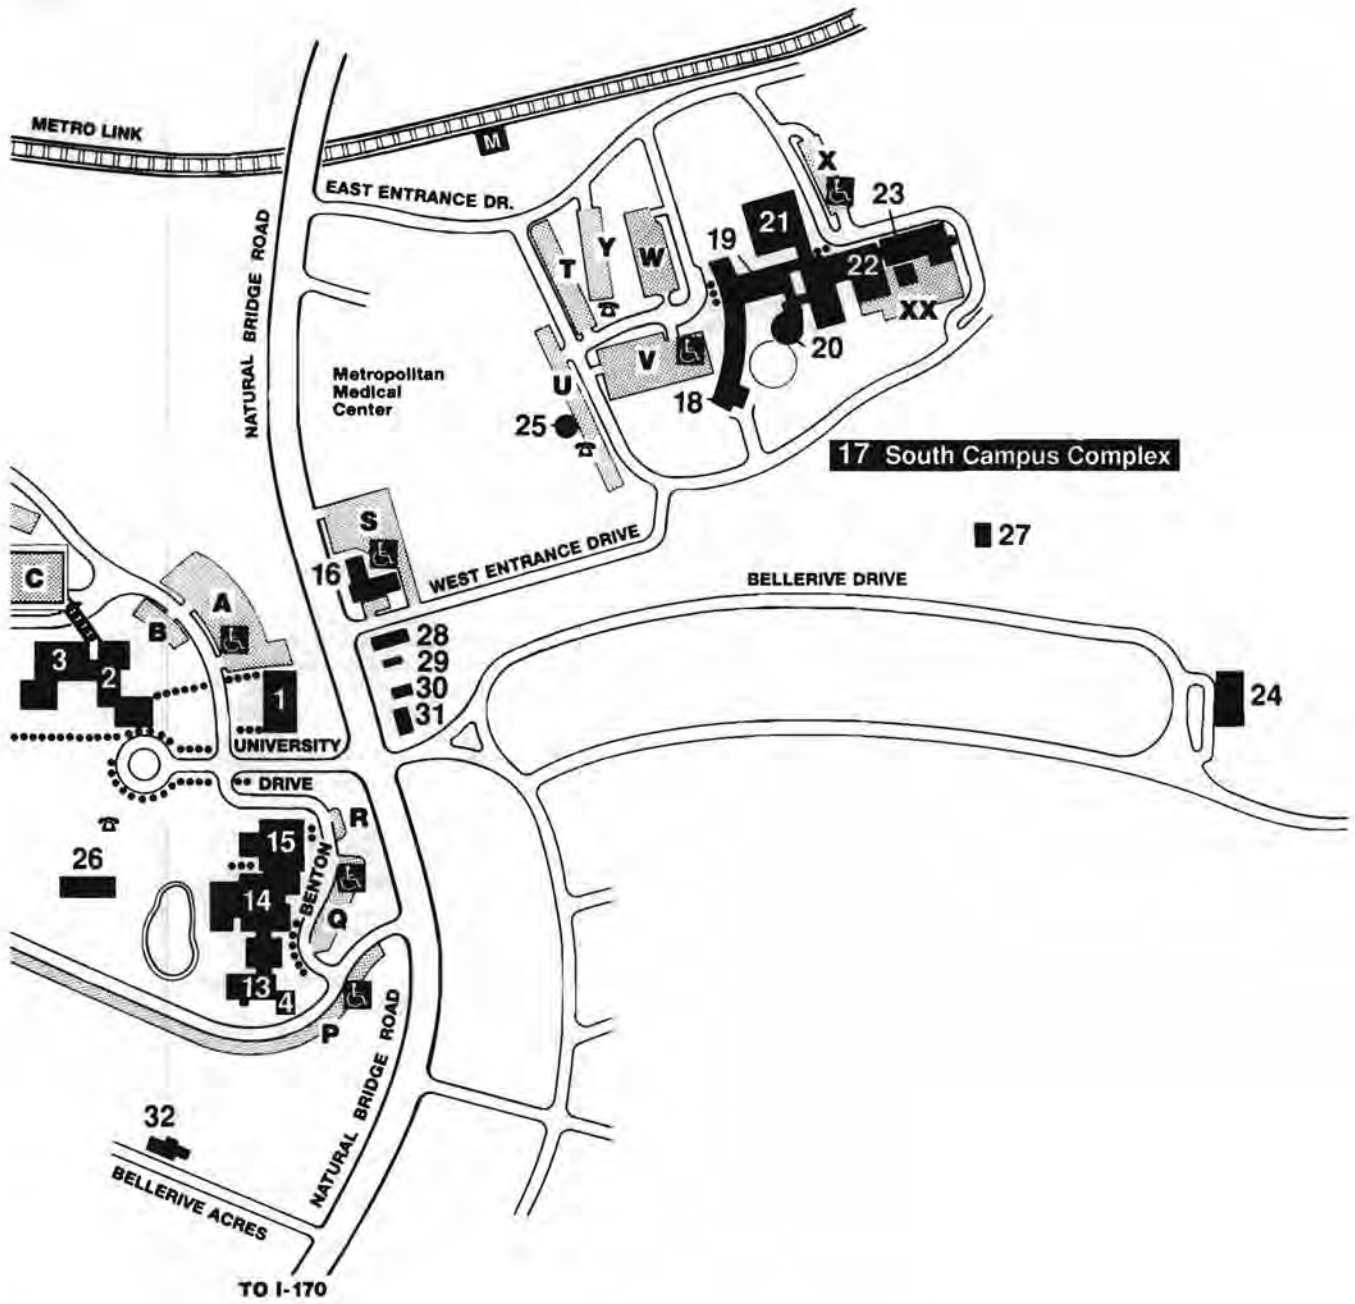 METRO LINK
M
EAST ENTRANCE DR.
X
23
21
19
Y
W
T
22
XX
NATURAL BRIDGE ROAD
20
V
Metropolitan
Medical
Center
U
18
25
17 South Campus Complex
S
27
WEST ENTRANCE DRIVE
16
C
BELLERIVE DRIVE
A
B
28
3
29
2
30
24
1
31
UNIVERSITY
DRIVE
R
15
26
BENTON
14
Q
13
4
P
NATURAL BRIDGE ROAD
32
BELLERIVE ACRES
TO I-170